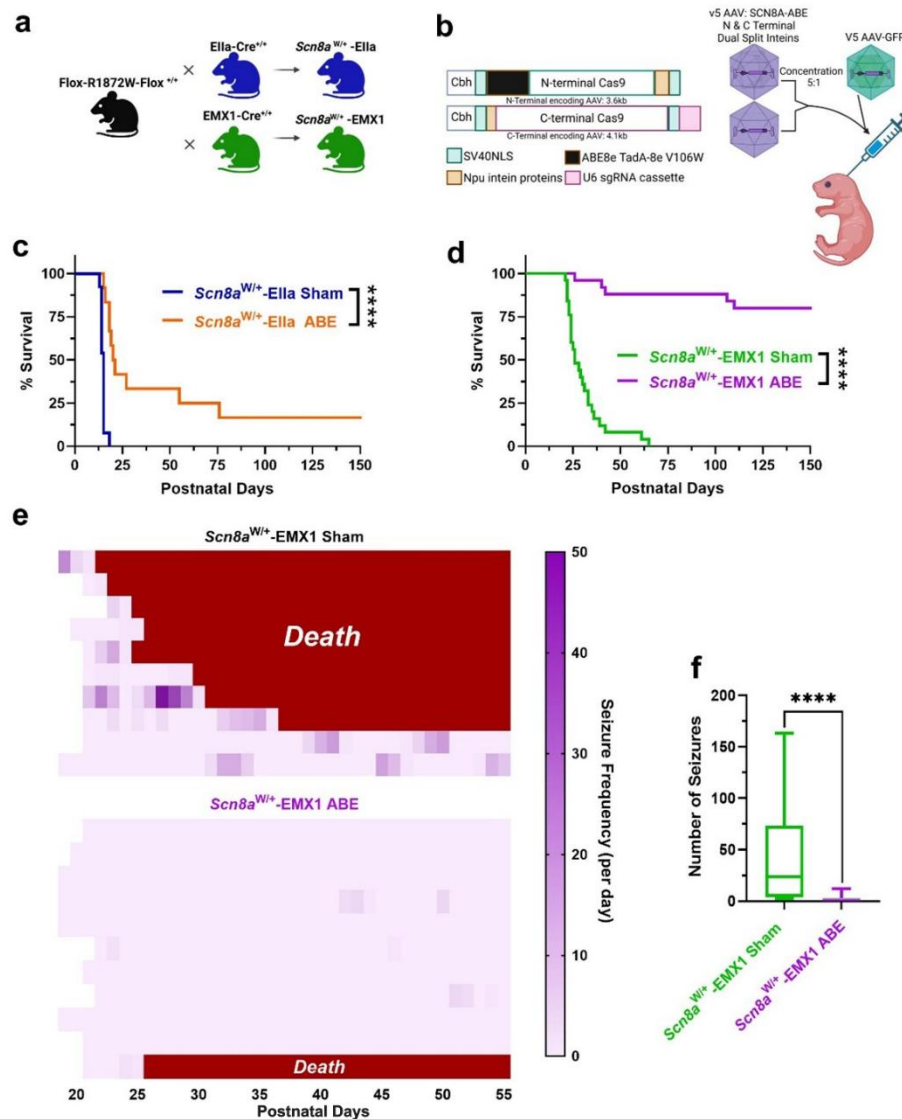 a
EIIa-Cre+/+
Scn8a W/+ -EIIa
Flox-R1872W-Flox +/+
×
EMX1-Cre+/+
Scn8aW/+ -EMX1
×
b
v5 AAV: SCN8A-ABE
N & C Terminal
Dual Split Inteins
V5 AAV-GFP
Concentration
5:1
Cbh
N-terminal Cas9
N-Terminal encoding AAV: 3.6kb
Cbh
C-terminal Cas9
C-terminal encoding AAV: 4.1kb
SV40NLS
ABE8e TadA-8e V106W
Npu intein proteins
U6 sgRNA cassette
c
% Survival
100
75
50
25
0
0 25 50 75 100 125 150
Postnatal Days
Scn8aW/+-EIIa Sham
Scn8aW/+-EIIa ABE
****
d
% Survival
100
75
50
25
0
0 25 50 75 100 125 150
Postnatal Days
Scn8aW/+-EMX1 Sham
Scn8aW/+-EMX1 ABE
****
e
Scn8aW/+-EMX1 Sham
Death
Scn8aW/+-EMX1 ABE
Death
20 25 30 35 40 45 50 55
Postnatal Days
50
40
30
20
10
0
Seizure Frequency (per day)
f
****
Number of Seizures
200
150
100
50
0
Scn8aW/+-EMX1 Sham
Scn8aW/+-EMX1 ABE